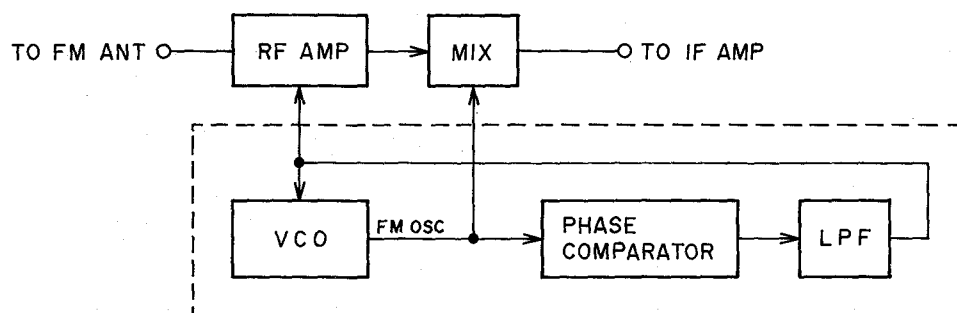 TO FM ANT
RF AMP
MIX
TO IF AMP
VCO
FM OSC
PHASE
COMPARATOR
LPF